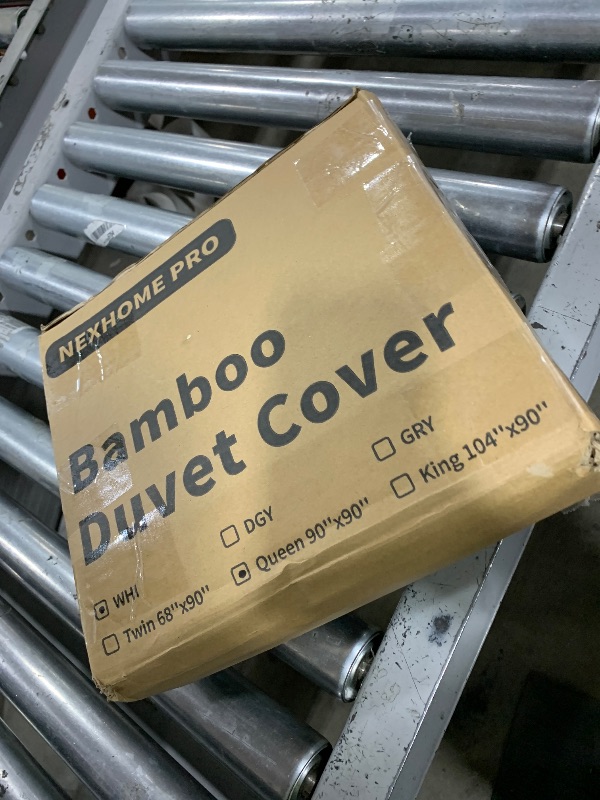 NEXHOME PRO
Bamboo
Duvet Cover
WHI DGY GRY
Twin 68''x90'' Queen 90''x90'' King 104''x90''